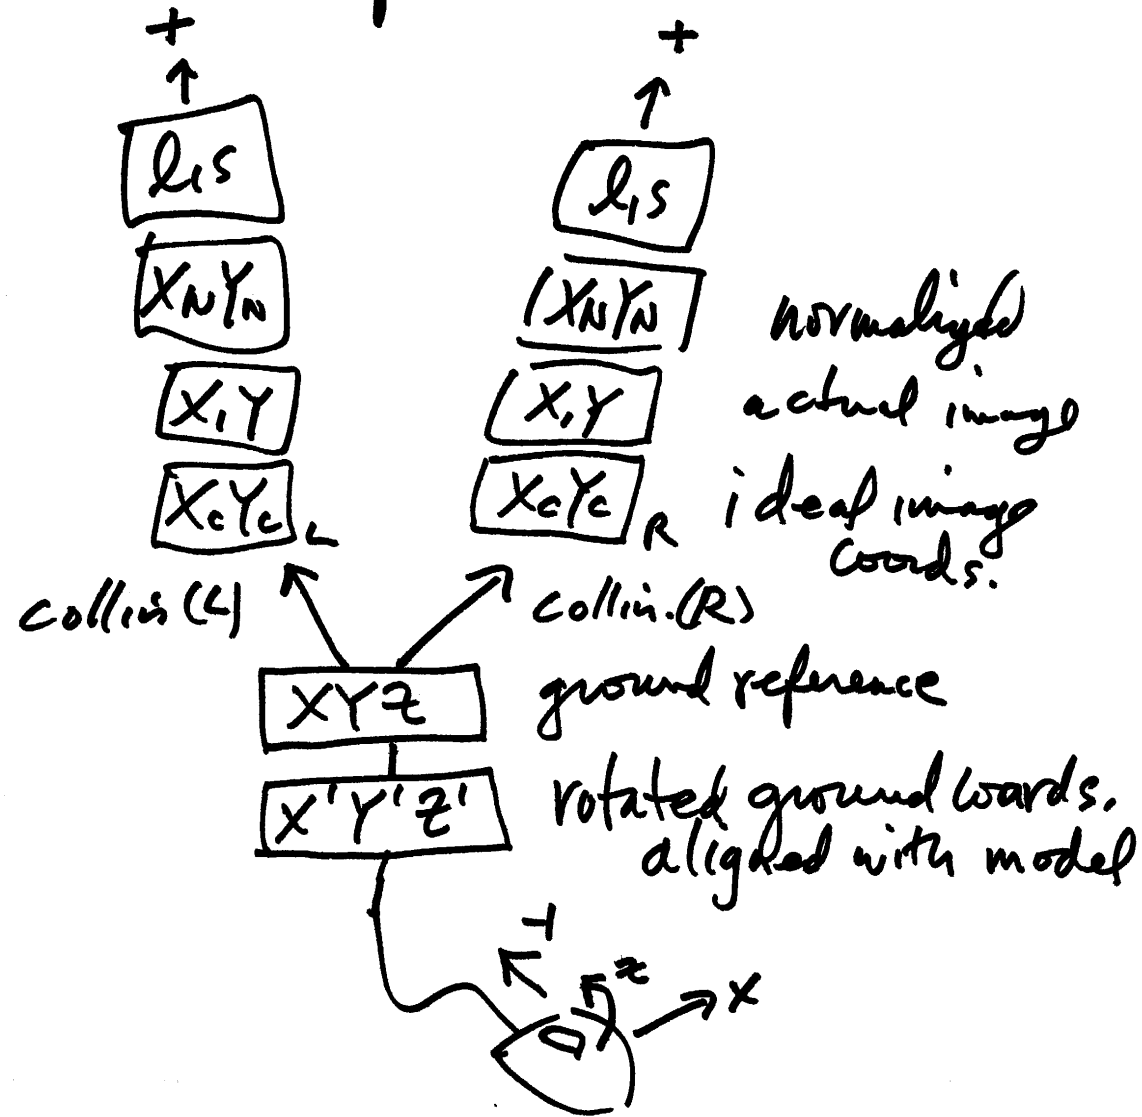 + +
l,s l,s
XNYN XNYN normalized
X,Y X,Y actual image
XcYc L XcYc R ideal image
coords.
collin(L) collin.(R)
XYZ ground reference
X'Y'Z' rotated ground coords.
aligned with model
Y z X